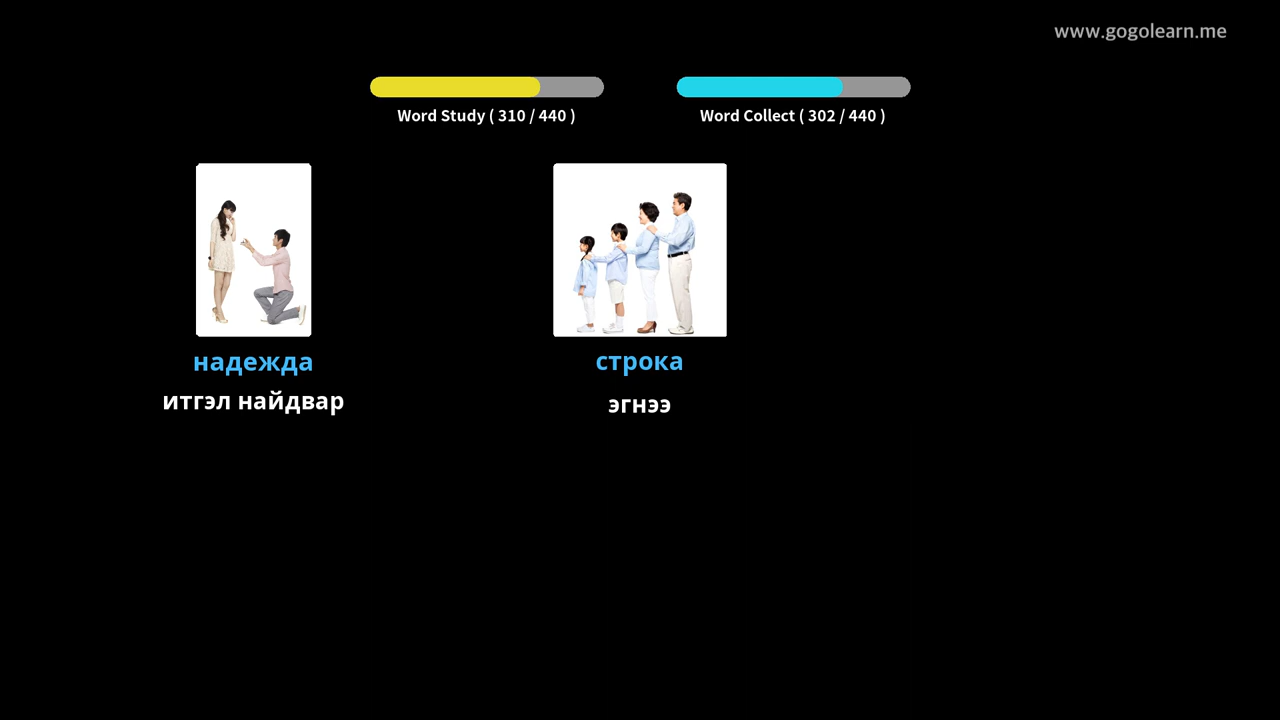 www.gogolearn.me
Word Study ( 310 / 440 )
Word Collect ( 302 / 440 )
надежда
итгэл найдвар
строка
эгнээ